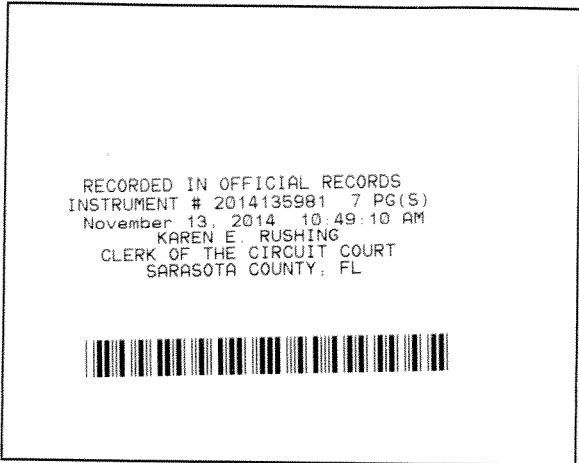 RECORDED IN OFFICIAL RECORDS
INSTRUMENT # 2014135981 7 PG(S)
November 13, 2014 10:49:10 AM
KAREN E. RUSHING
CLERK OF THE CIRCUIT COURT
SARASOTA COUNTY, FL